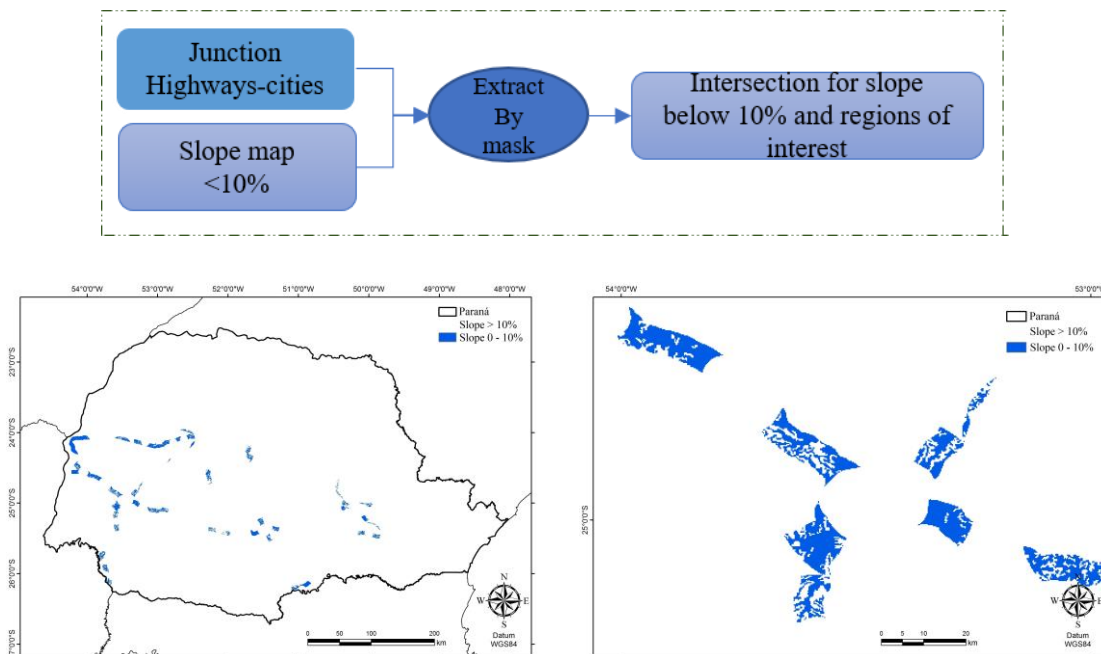 Junction
Highways-cities
Slope map
<10%
Extract
By
mask
Intersection for slope
below 10% and regions of
interest
54°0'0"W 53°0'0"W 52°0'0"W 51°0'0"W 50°0'0"W 49°0'0"W 48°0'0"W
Paraná
Slope > 10%
Slope 0 - 10%
23°0'0"S
24°0'0"S
25°0'0"S
26°0'0"S
7°0'0"S
N
W E
S
0 50 100 200
km
Datum
WGS84
54°0'0"W 53°0'0"W
Paraná
Slope > 10%
Slope 0 - 10%
25°0'0"S
N
W E
S
0 5 10 20
km
Datum
WGS84